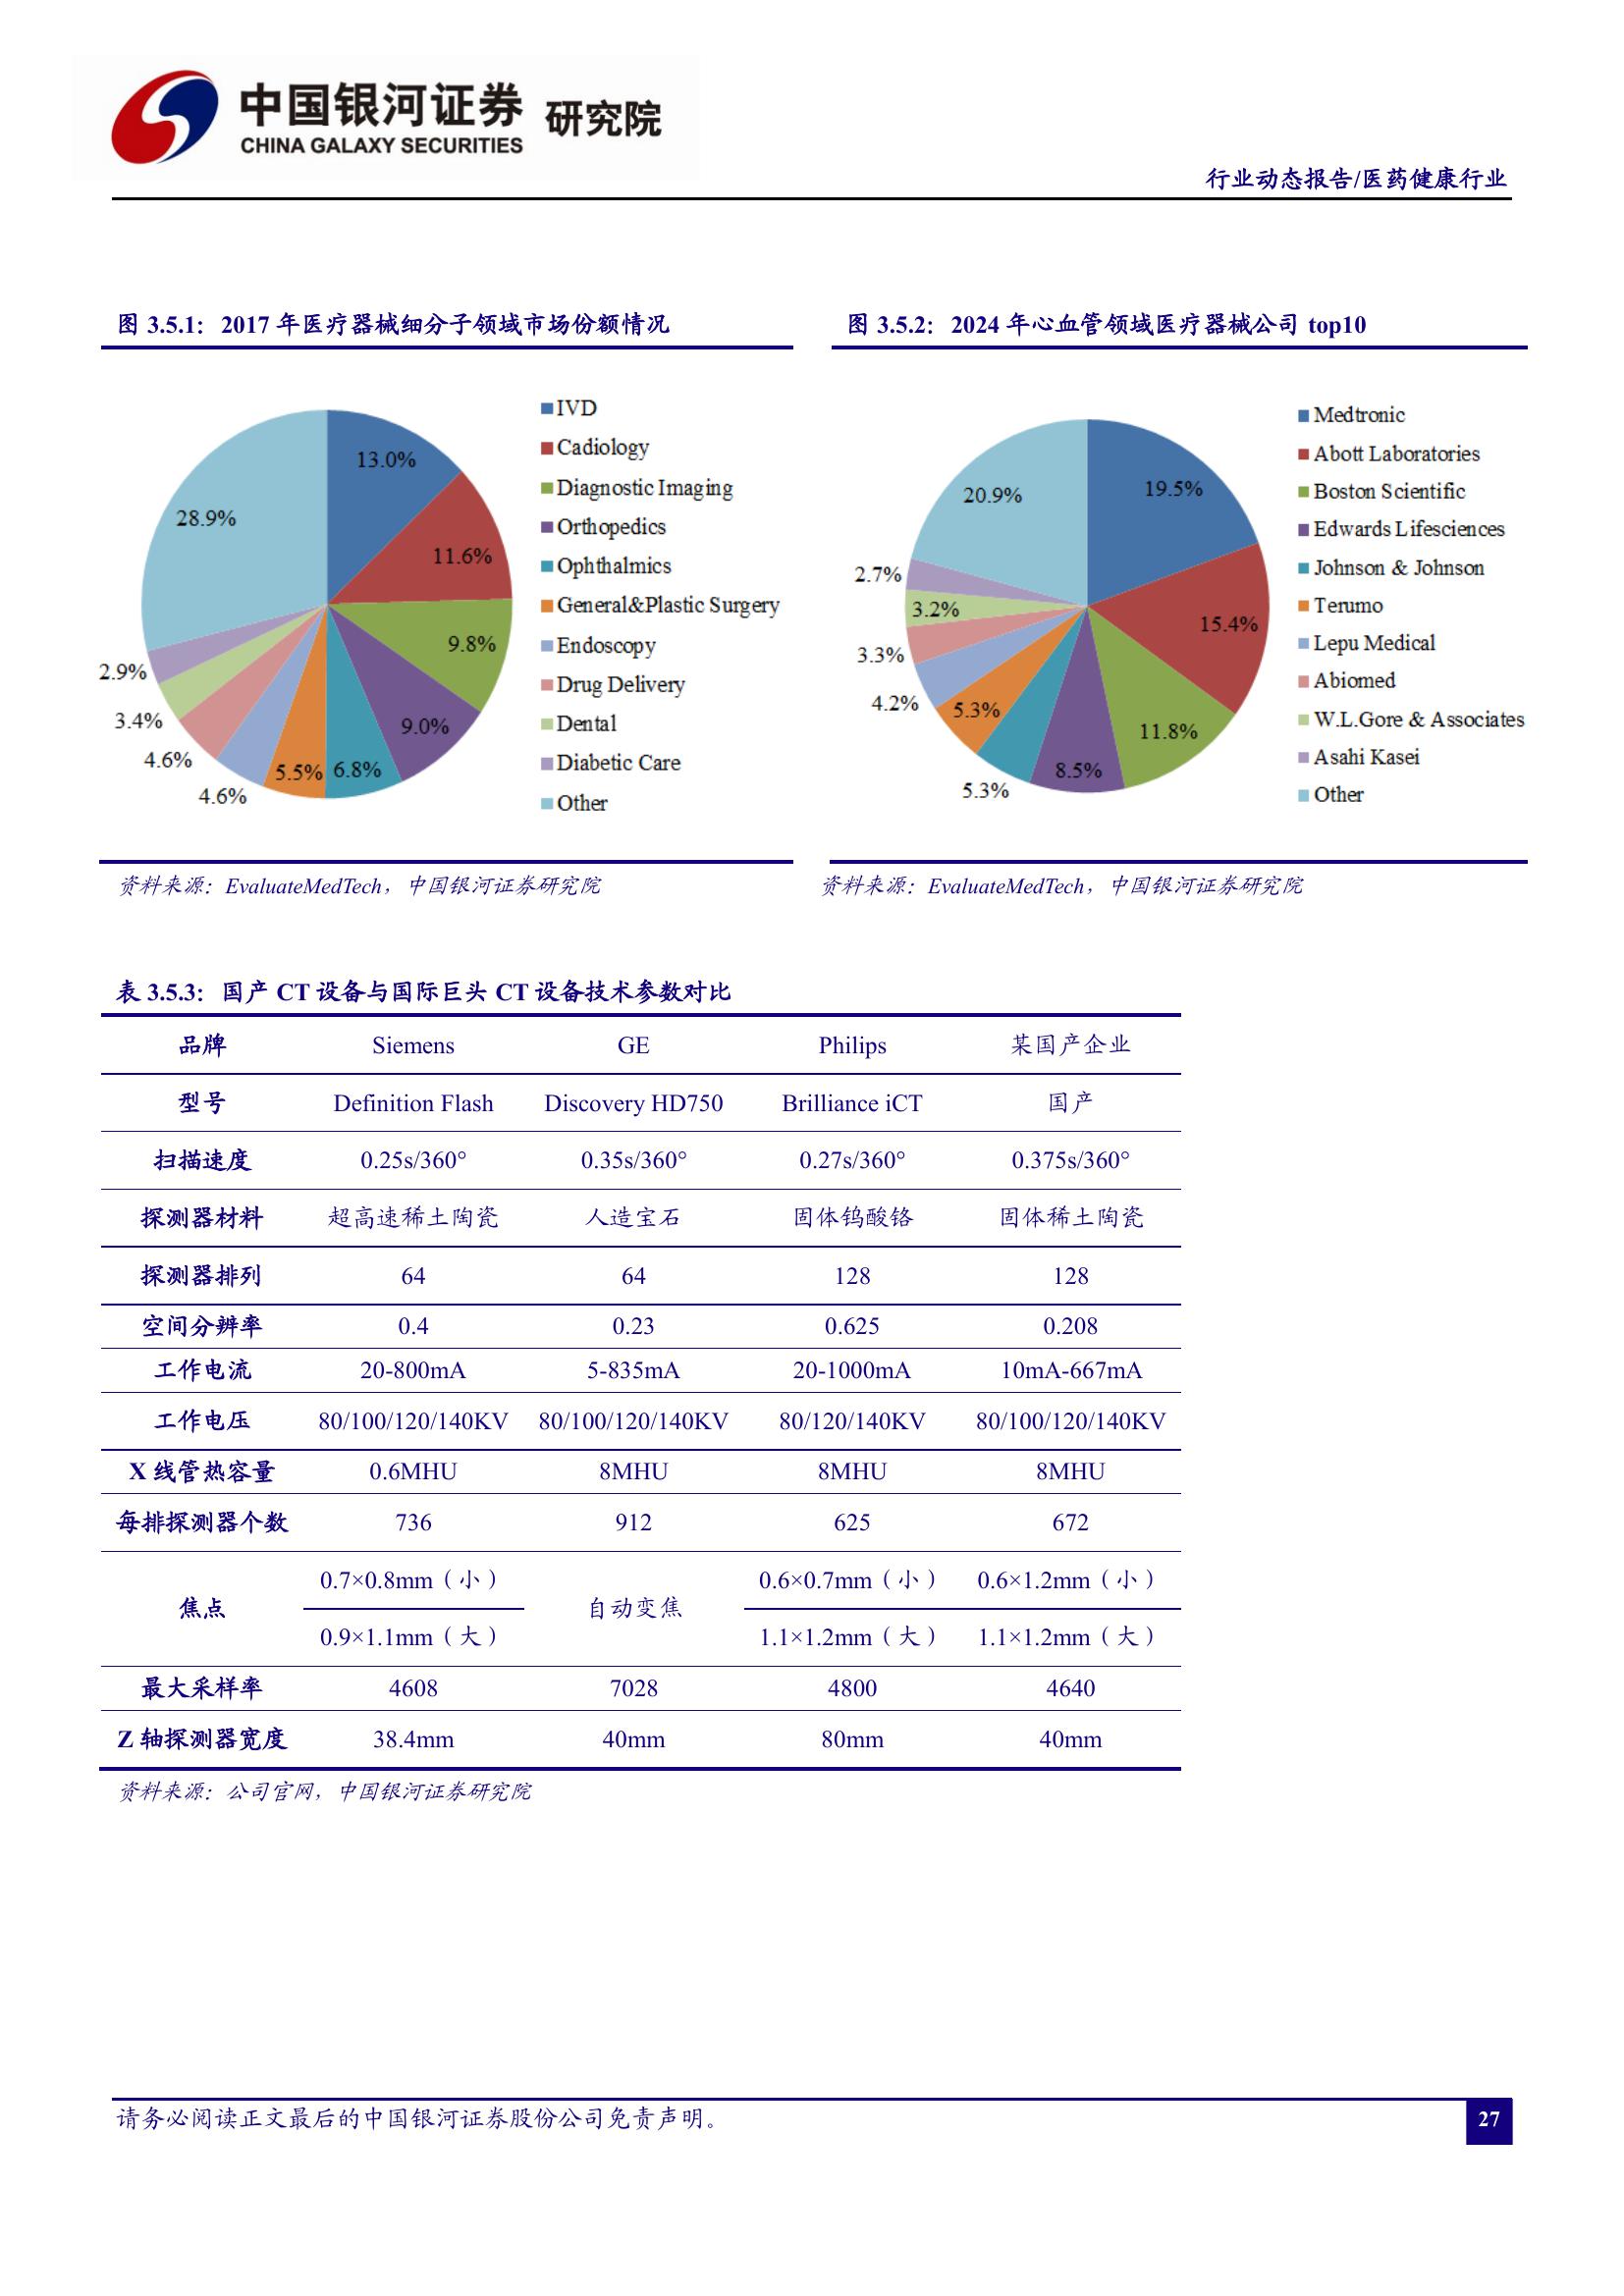 中国银河证券 研究院
CHINA GALAXY SECURITIES
行业动态报告/医药健康行业
图 3.5.1：2017 年医疗器械细分子领域市场份额情况
13.0%
11.6%
9.8%
9.0%
6.8%
5.5%
4.6%
4.6%
3.4%
2.9%
28.9%
IVD
Cadiology
Diagnostic Imaging
Orthopedics
Ophthalmics
General&Plastic Surgery
Endoscopy
Drug Delivery
Dental
Diabetic Care
Other
资料来源：EvaluateMedTech，中国银河证券研究院
图 3.5.2：2024 年心血管领域医疗器械公司 top10
19.5%
15.4%
11.8%
8.5%
5.3%
5.3%
4.2%
3.3%
3.2%
2.7%
20.9%
Medtronic
Abott Laboratories
Boston Scientific
Edwards Lifesciences
Johnson & Johnson
Terumo
Lepu Medical
Abiomed
W.L.Gore & Associates
Asahi Kasei
Other
资料来源：EvaluateMedTech，中国银河证券研究院
表 3.5.3：国产 CT 设备与国际巨头 CT 设备技术参数对比
品牌 Siemens GE Philips 某国产企业
型号 Definition Flash Discovery HD750 Brilliance iCT 国产
扫描速度 0.25s/360° 0.35s/360° 0.27s/360° 0.375s/360°
探测器材料 超高速稀土陶瓷 人造宝石 固体钨酸铬 固体稀土陶瓷
探测器排列 64 64 128 128
空间分辨率 0.4 0.23 0.625 0.208
工作电流 20-800mA 5-835mA 20-1000mA 10mA-667mA
工作电压 80/100/120/140KV 80/100/120/140KV 80/120/140KV 80/100/120/140KV
X 线管热容量 0.6MHU 8MHU 8MHU 8MHU
每排探测器个数 736 912 625 672
0.7×0.8mm（小） 0.6×0.7mm（小） 0.6×1.2mm（小）
焦点 自动变焦
0.9×1.1mm（大） 1.1×1.2mm（大） 1.1×1.2mm（大）
最大采样率 4608 7028 4800 4640
Z 轴探测器宽度 38.4mm 40mm 80mm 40mm
资料来源：公司官网，中国银河证券研究院
请务必阅读正文最后的中国银河证券股份公司免责声明。
27